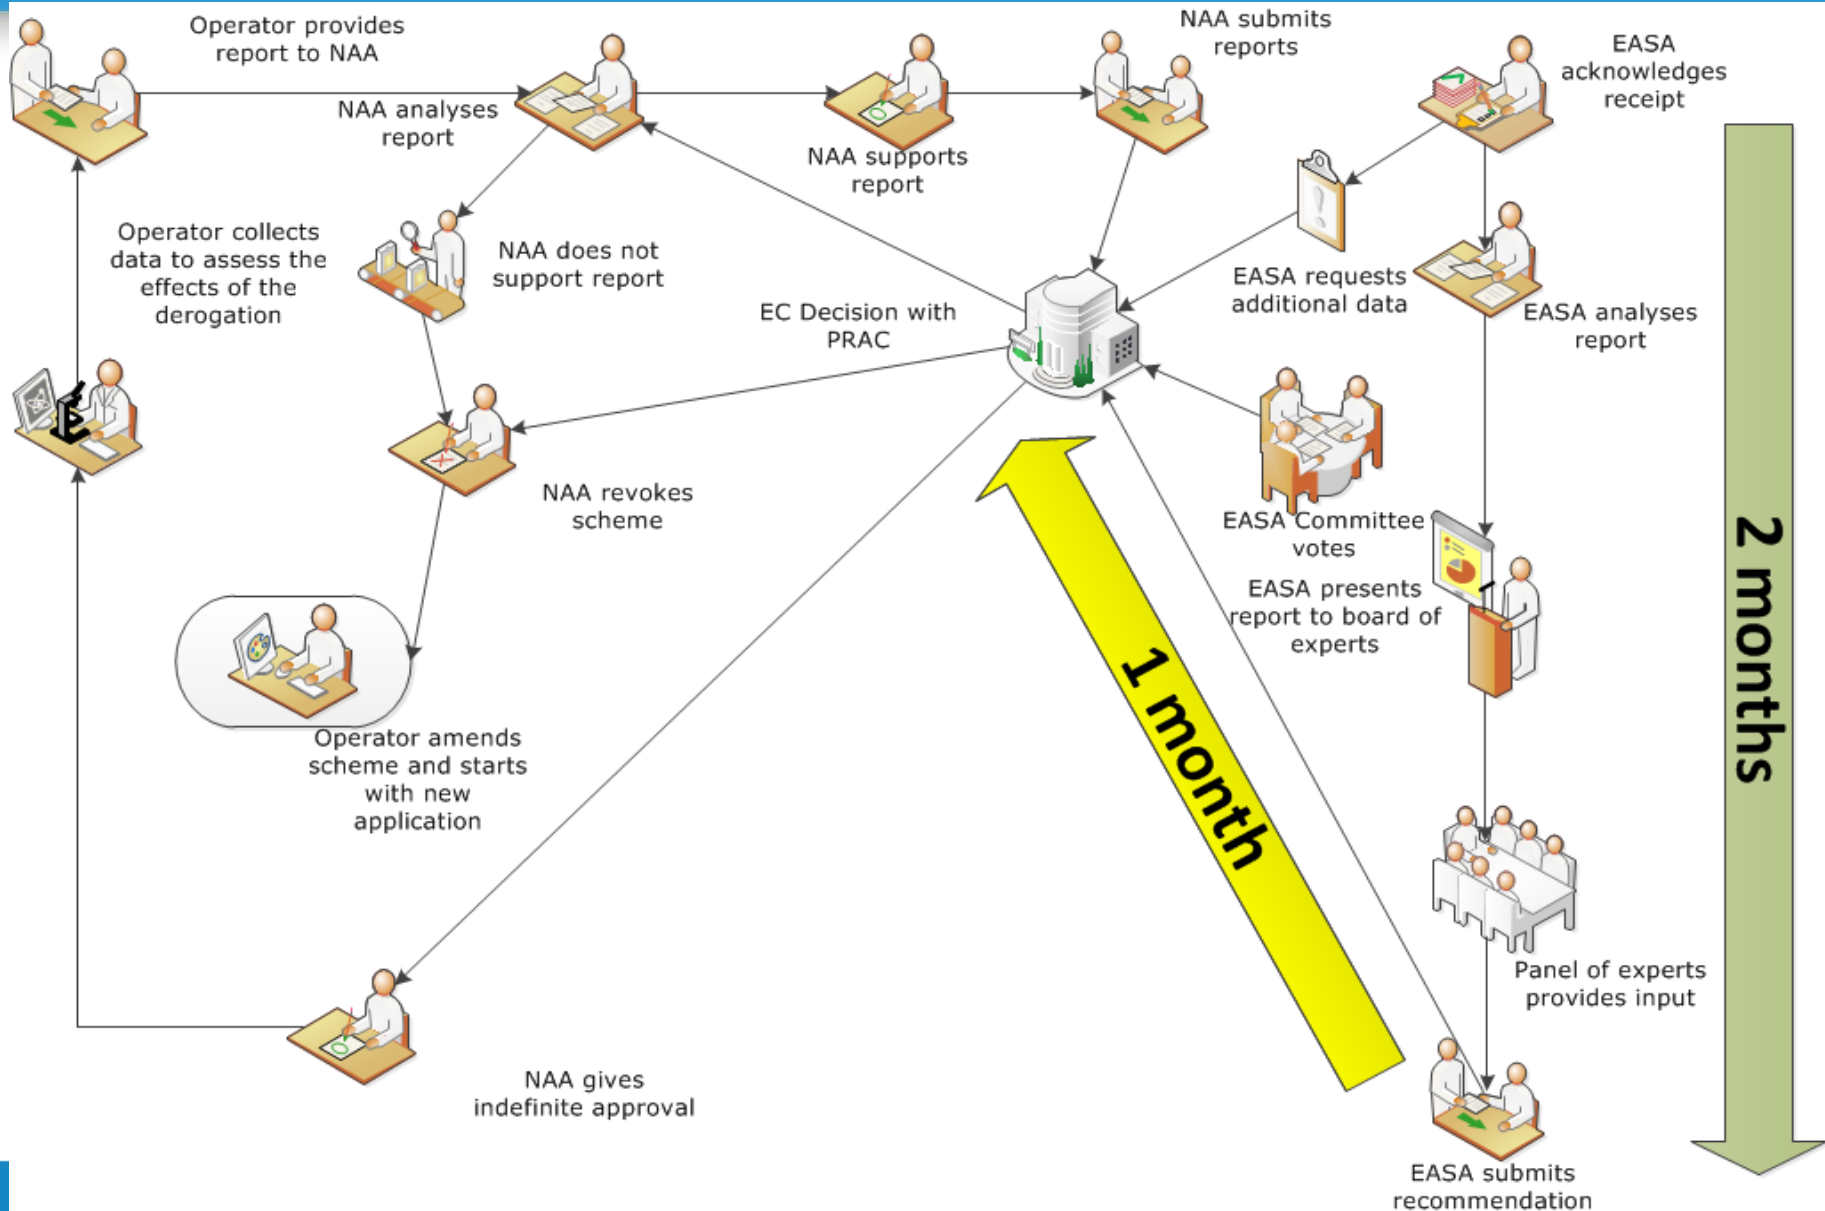 Operator provides
report to NAA
NAA analyses
report
NAA supports
report
NAA submits
reports
EASA
acknowledges
receipt
Operator collects
data to assess the
effects of the
derogation
NAA does not
support report
EC Decision with
PRAC
EASA requests
additional data
EASA analyses
report
NAA revokes
scheme
EASA Committee
votes
EASA presents
report to board of
experts
2 months
1 month
Operator amends
scheme and starts
with new
application
Panel of experts
provides input
NAA gives
indefinite approval
EASA submits
recommendation